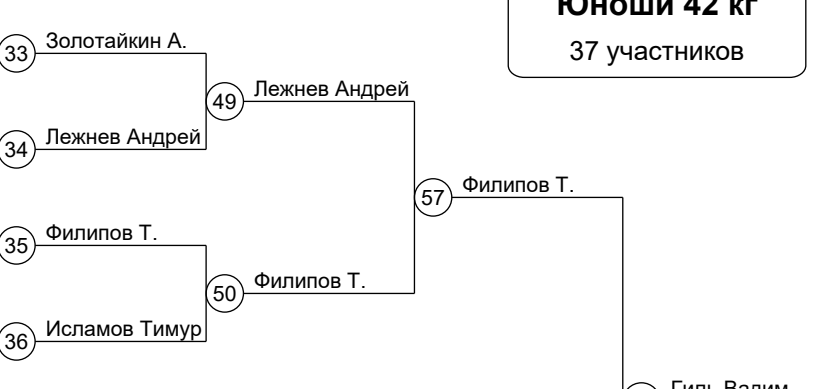 Юноши 42 кг
37 участников
33 Золотайкин А.
49 Лежнев Андрей
34 Лежнев Андрей
57 Филипов Т.
35 Филипов Т.
50 Филипов Т.
36 Исламов Тимур
Гиль Вадим